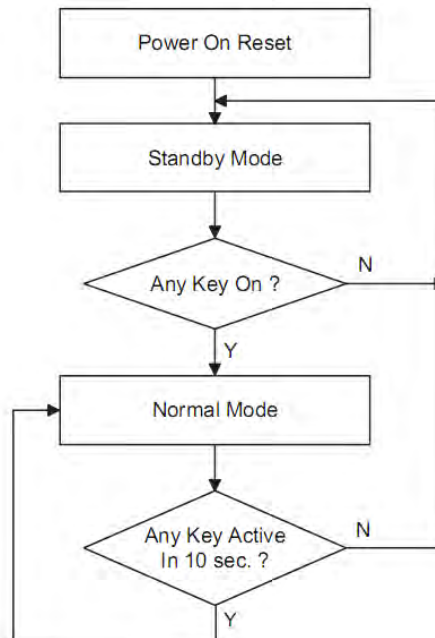 Power On Reset
Standby Mode
Any Key On ?
N
Y
Normal Mode
Any Key Active
In 10 sec. ?
N
Y